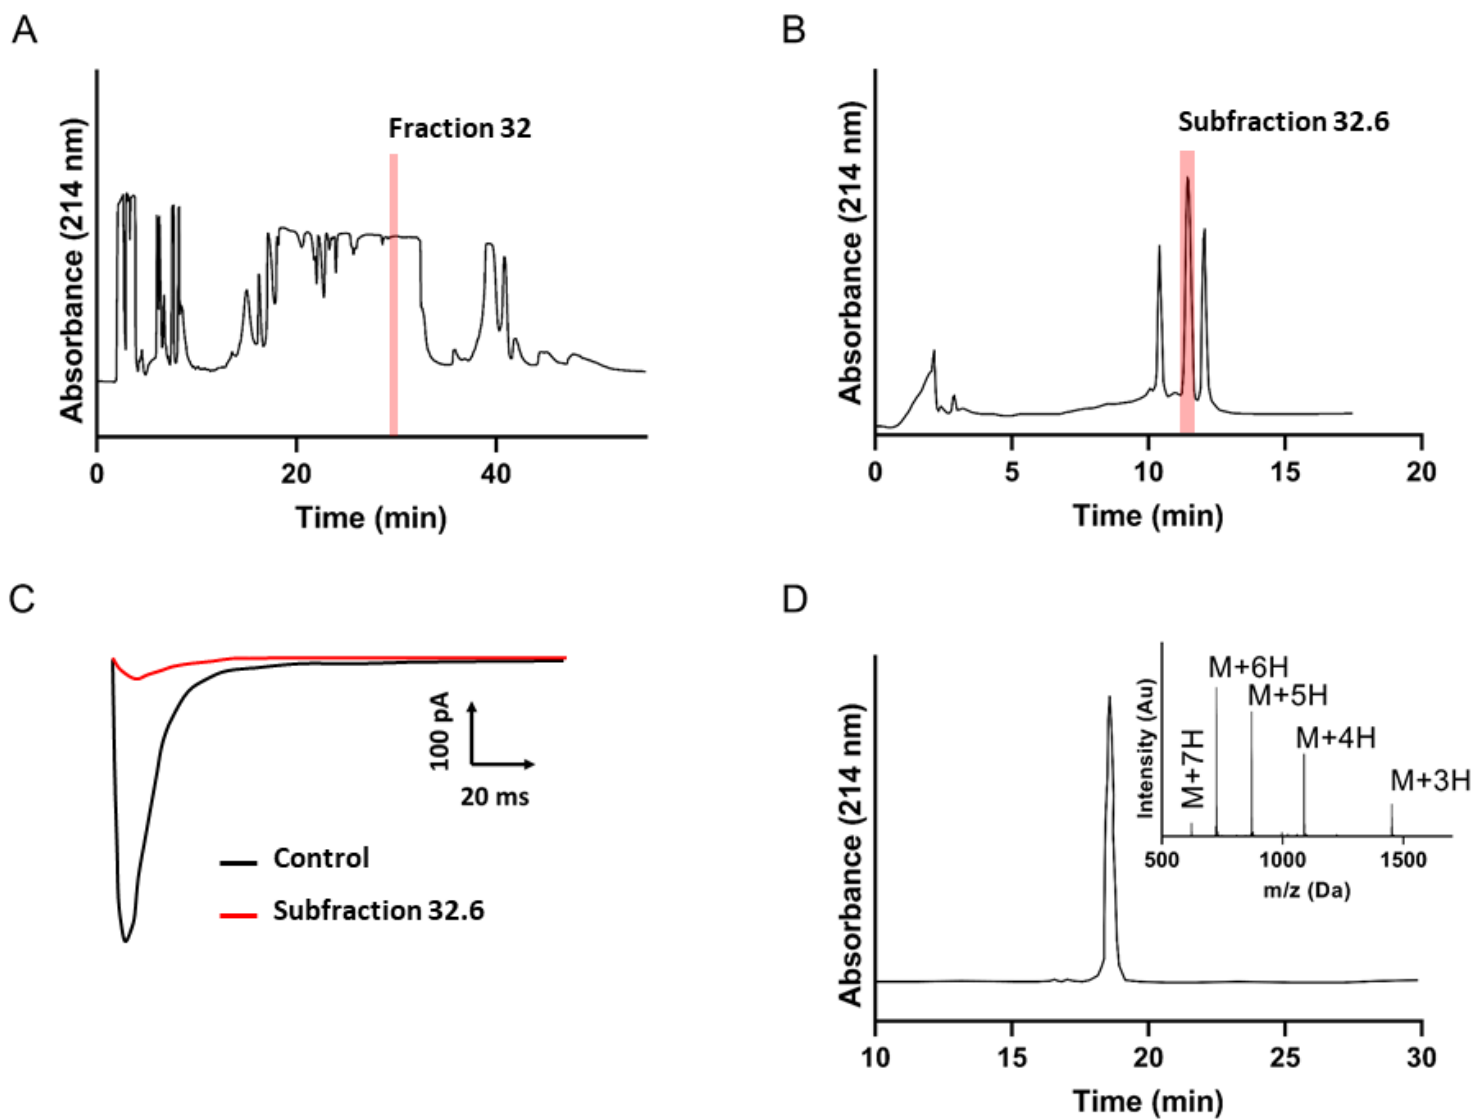 A
Absorbance (214 nm)
Fraction 32
0 20 40
Time (min)
B
Absorbance (214 nm)
Subfraction 32.6
0 5 10 15 20
Time (min)
C
100 pA
20 ms
Control
Subfraction 32.6
D
Absorbance (214 nm)
10 15 20 25 30
Time (min)
Intensity (Au)
M+7H
M+6H
M+5H
M+4H
M+3H
500 1000 1500
m/z (Da)